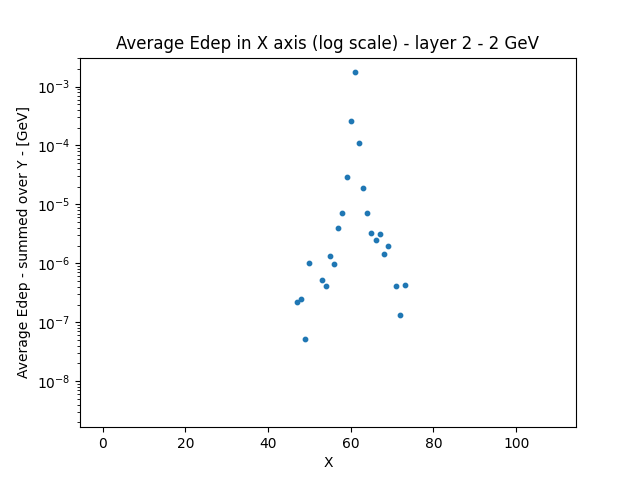 Average Edep in X axis (log scale) - layer 2 - 2 GeV
Average Edep - summed over Y - [GeV]
10⁻³
10⁻⁴
10⁻⁵
10⁻⁶
10⁻⁷
10⁻⁸
0 20 40 60 80 100
X